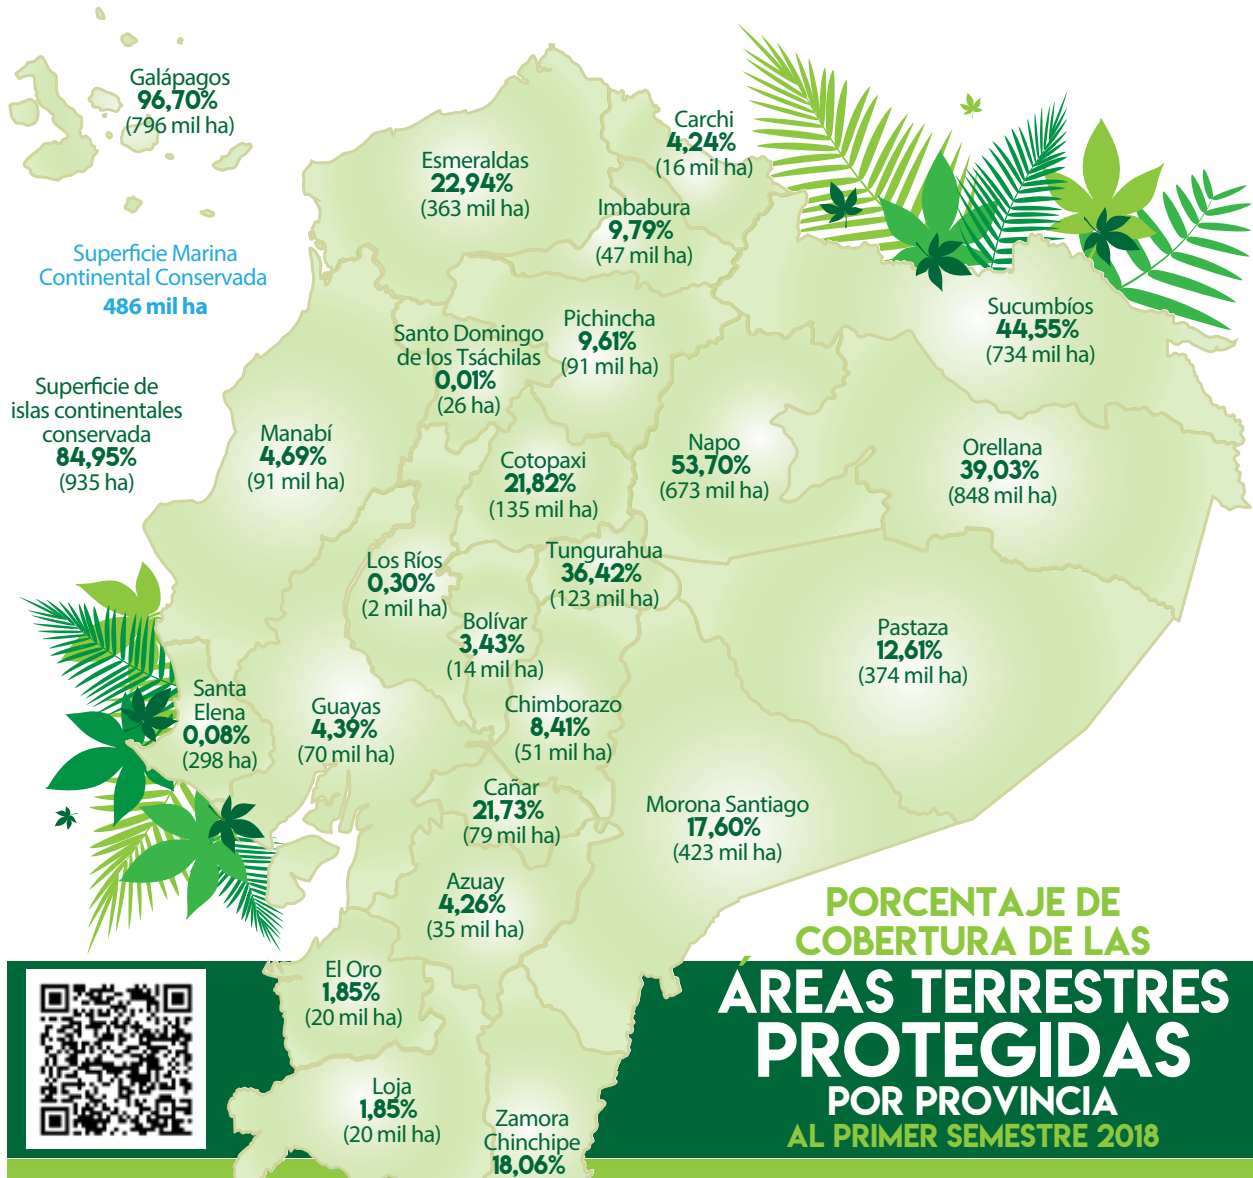 Galápagos
96,70%
(796 mil ha)
Carchi
4,24%
(16 mil ha)
Esmeraldas
22,94%
(363 mil ha)
Imbabura
9,79%
(47 mil ha)
Superficie Marina
Continental Conservada
486 mil ha
Sucumbíos
44,55%
(734 mil ha)
Santo Domingo
de los Tsáchilas
0,01%
(26 ha)
Pichincha
9,61%
(91 mil ha)
Superficie de
islas continentales
conservada
84,95%
(935 ha)
Manabí
4,69%
(91 mil ha)
Cotopaxi
21,82%
(135 mil ha)
Napo
53,70%
(673 mil ha)
Orellana
39,03%
(848 mil ha)
Los Ríos
0,30%
(2 mil ha)
Tungurahua
36,42%
(123 mil ha)
Bolívar
3,43%
(14 mil ha)
Pastaza
12,61%
(374 mil ha)
Santa
Elena
0,08%
(298 ha)
Guayas
4,39%
(70 mil ha)
Chimborazo
8,41%
(51 mil ha)
Cañar
21,73%
(79 mil ha)
Morona Santiago
17,60%
(423 mil ha)
Azuay
4,26%
(35 mil ha)
El Oro
1,85%
(20 mil ha)
Loja
1,85%
(20 mil ha)
Zamora
Chinchipe
18,06%
PORCENTAJE DE
COBERTURA DE LAS
ÁREAS TERRESTRES
PROTEGIDAS
POR PROVINCIA
AL PRIMER SEMESTRE 2018